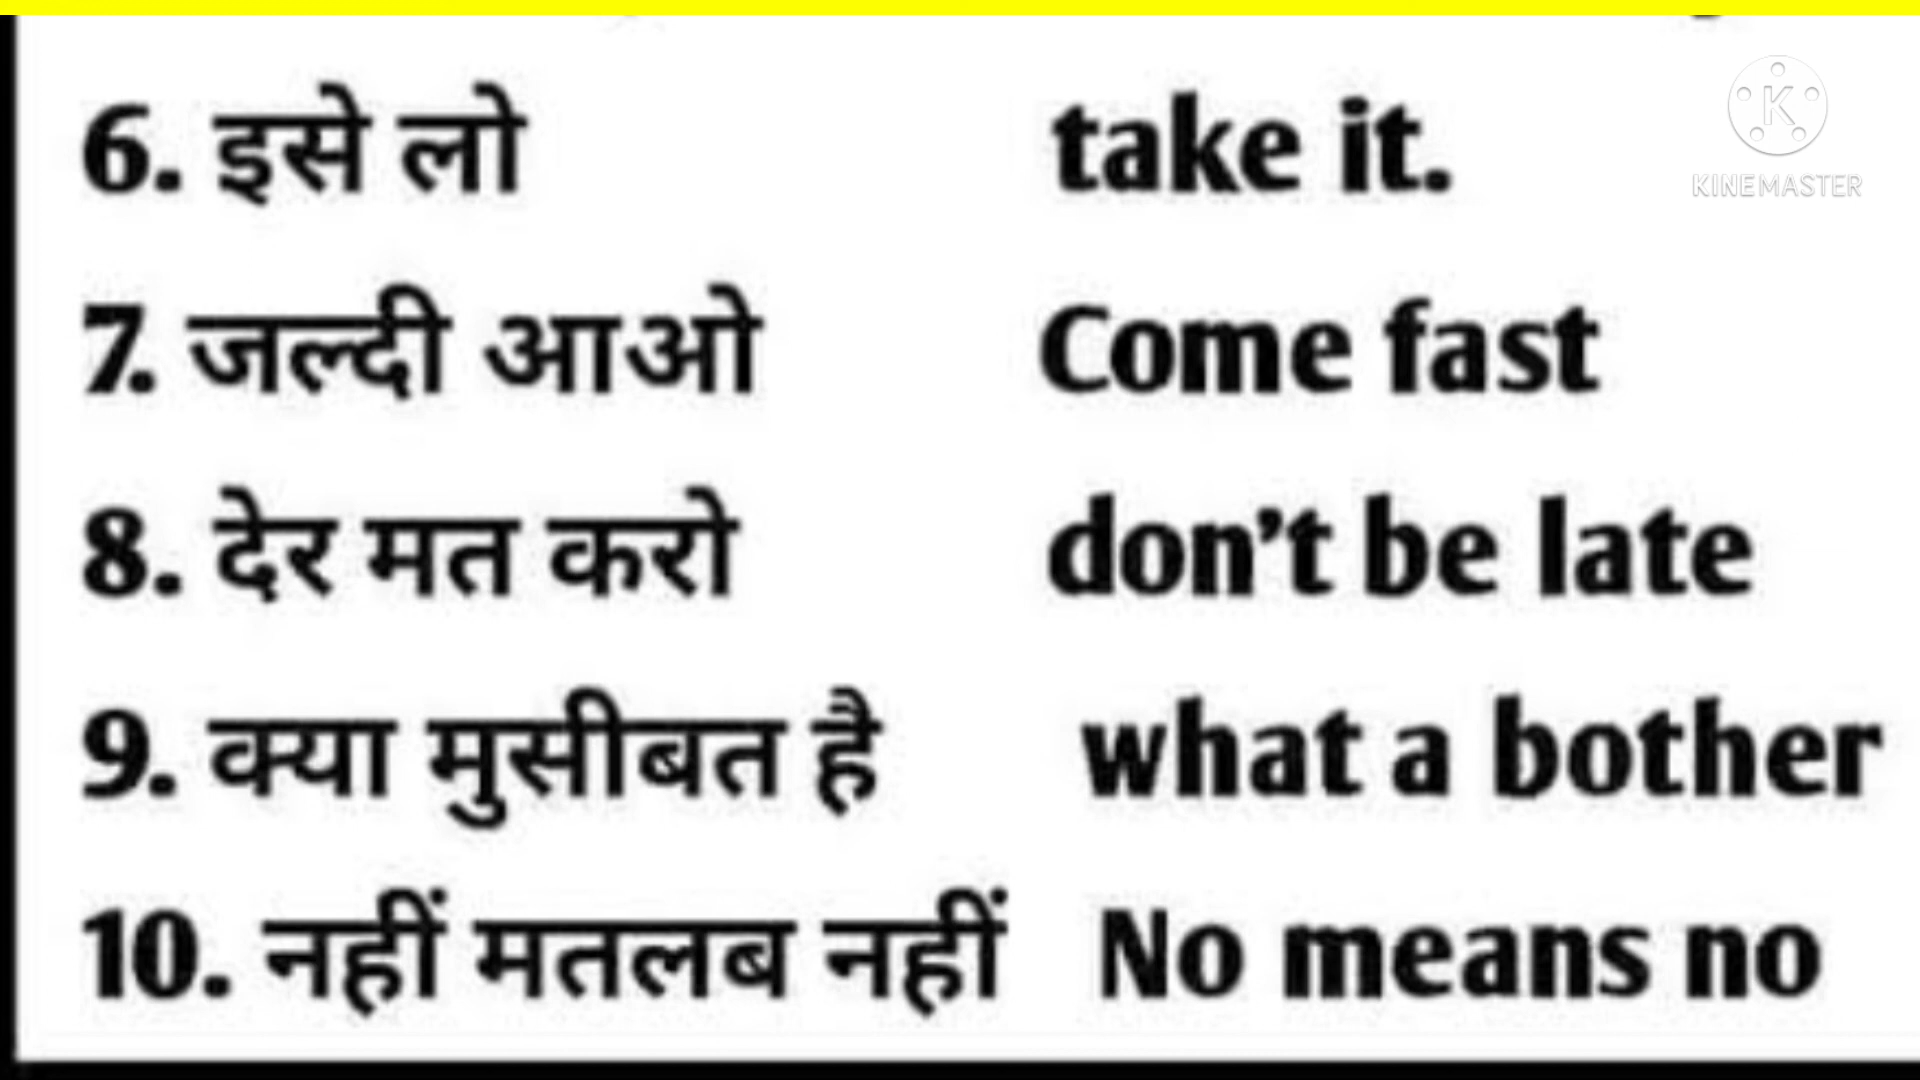 6. इसे लो take it.
K
KINEMASTER
7. जल्दी आओ Come fast
8. देर मत करो don't be late
9. क्या मुसीबत है what a bother
10. नहीं मतलब नहीं No means no